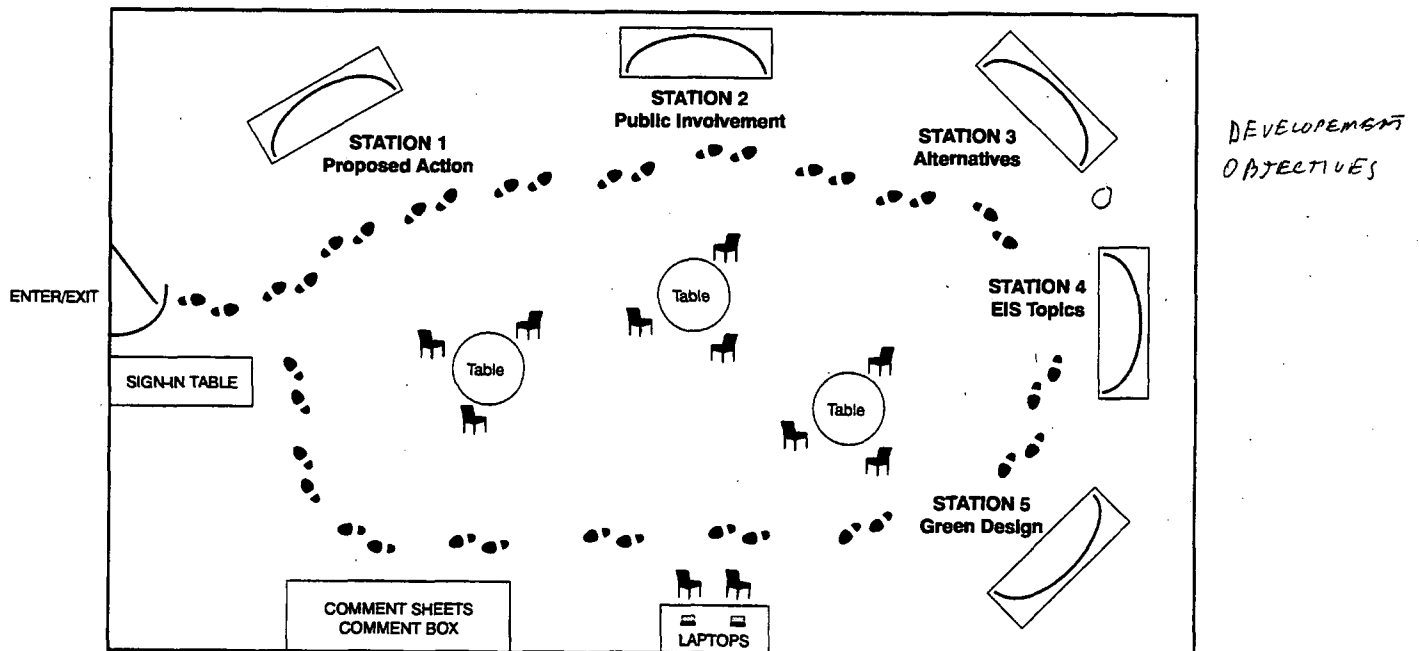 STATION 2
Public Involvement
STATION 1
Proposed Action
STATION 3
Alternatives
DEVELOPEMENT
OBJECTIVES
ENTER/EXIT
Table
STATION 4
EIS Topics
SIGN-IN TABLE
Table
Table
STATION 5
Green Design
COMMENT SHEETS
COMMENT BOX
LAPTOPS